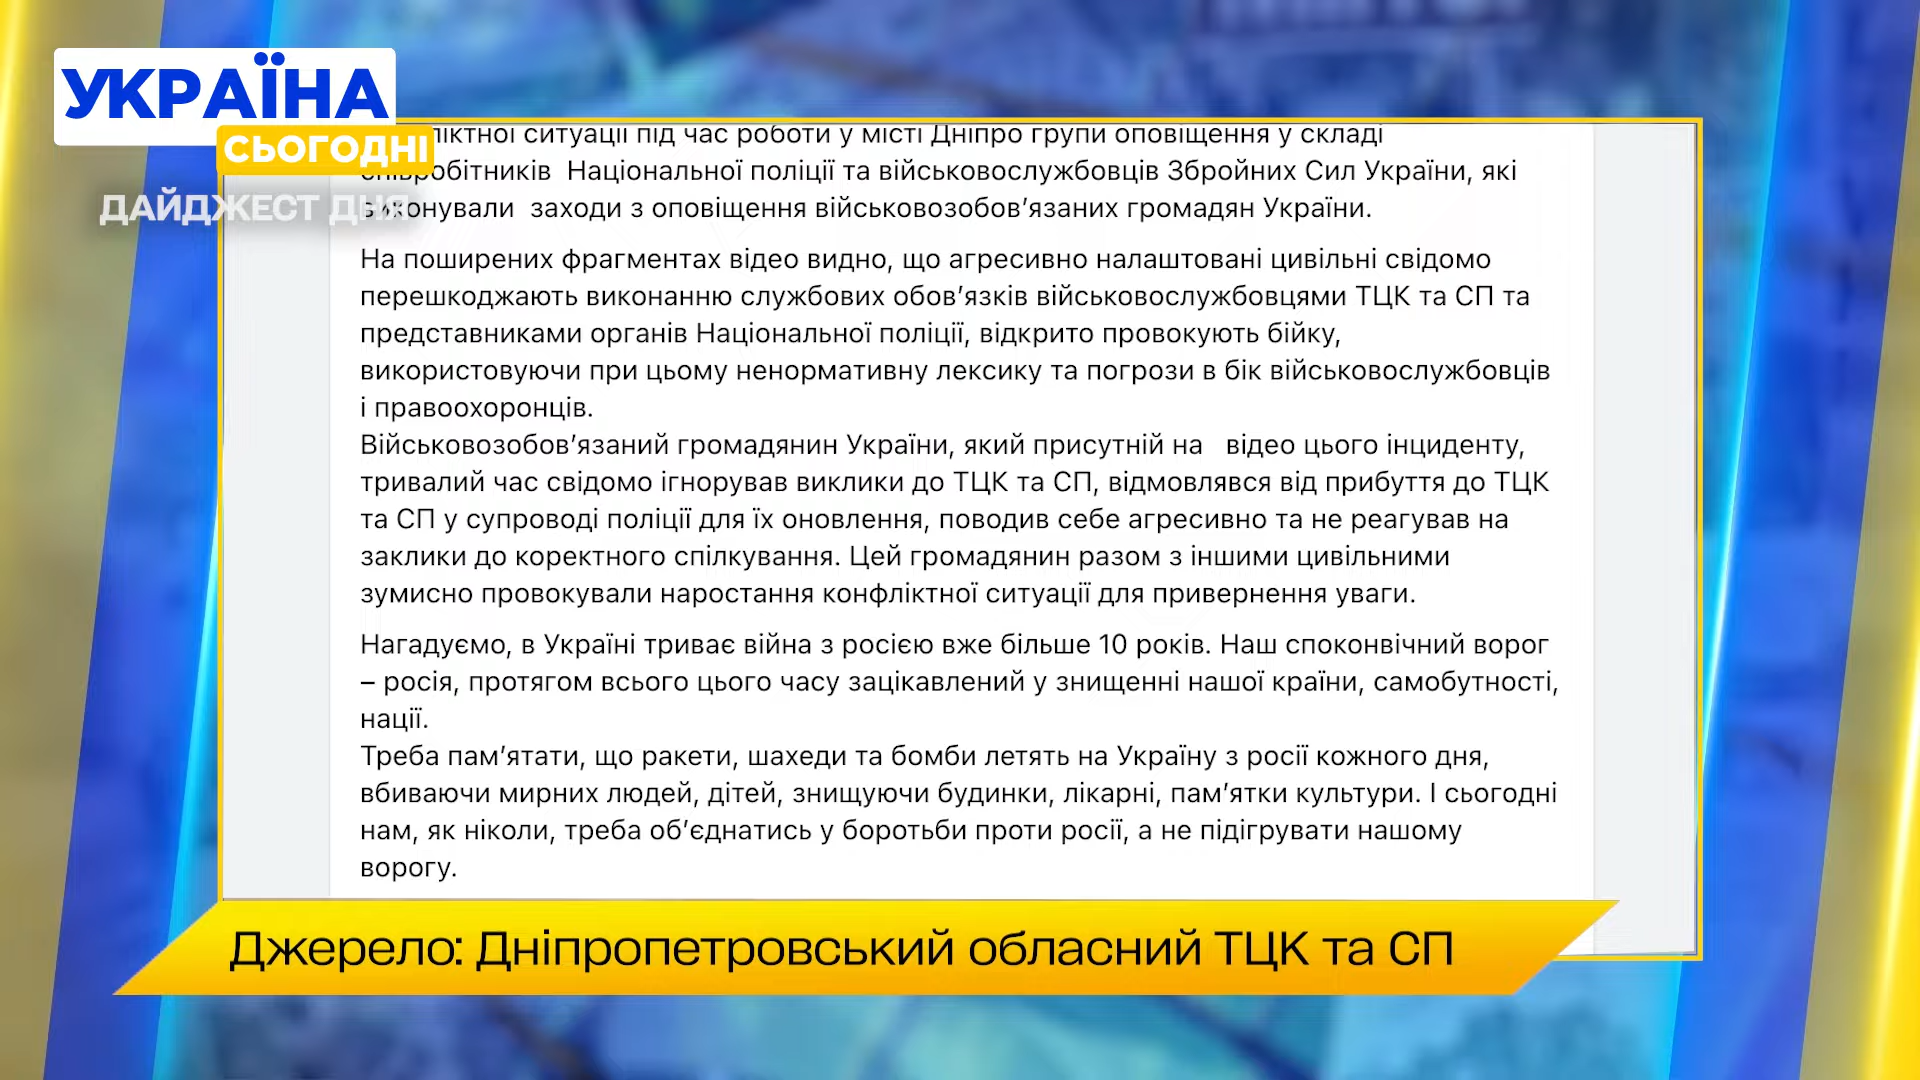 УКРАЇНА
СЬОГОДНІ
ДАЙДЖЕСТ ДНЯ
ситуації під час роботи у місті Дніпро групи оповіщення у складі
співробітників  Національної поліції та військовослужбовців Збройних Сил України, які
виконували  заходи з оповіщення військовозобов’язаних громадян України.
На поширених фрагментах відео видно, що агресивно налаштовані цивільні свідомо
перешкоджають виконанню службових обов’язків військовослужбовцями ТЦК та СП та
представниками органів Національної поліції, відкрито провокують бійку,
використовуючи при цьому ненормативну лексику та погрози в бік військовослужбовців
і правоохоронців.
Військовозобов’язаний громадянин України, який присутній на   відео цього інциденту,
тривалий час свідомо ігнорував виклики до ТЦК та СП, відмовлявся від прибуття до ТЦК
та СП у супроводі поліції для їх оновлення, поводив себе агресивно та не реагував на
заклики до коректного спілкування. Цей громадянин разом з іншими цивільними
зумисно провокували наростання конфліктної ситуації для привернення уваги.
Нагадуємо, в Україні триває війна з росією вже більше 10 років. Наш споконвічний ворог
– росія, протягом всього цього часу зацікавлений у знищенні нашої країни, самобутності,
нації.
Треба пам’ятати, що ракети, шахеди та бомби летять на Україну з росії кожного дня,
вбиваючи мирних людей, дітей, знищуючи будинки, лікарні, пам’ятки культури. І сьогодні
нам, як ніколи, треба об’єднатись у боротьби проти росії, а не підігрувати нашому
ворогу.
Джерело: Дніпропетровський обласний ТЦК та СП